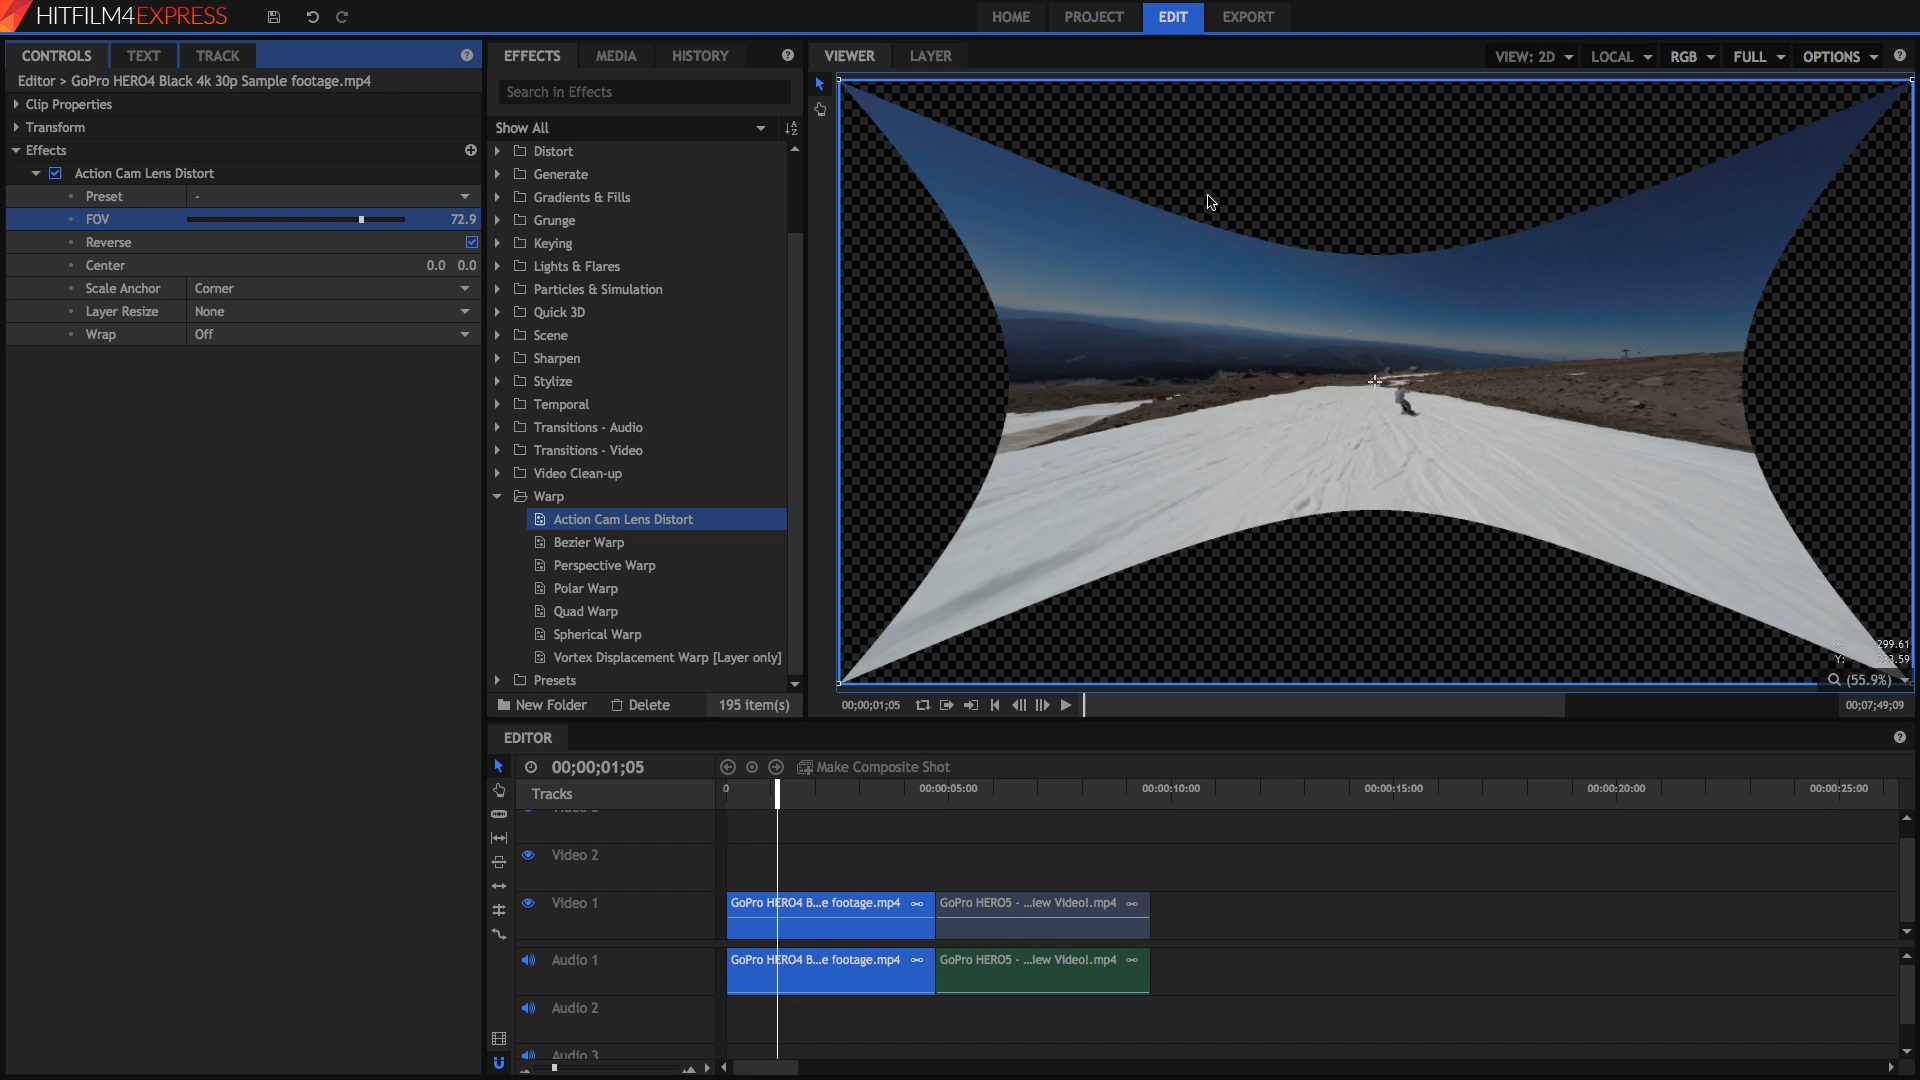 HITFILM4EXPRESS
HOME PROJECT EDIT EXPORT
CONTROLS TEXT TRACK
Editor > GoPro HERO4 Black 4k 30p Sample footage.mp4
Clip Properties
Transform
Effects
Action Cam Lens Distort
Preset -
FOV 72.9
Reverse
Center 0.0 0.0
Scale Anchor Corner
Layer Resize None
Wrap Off
EFFECTS MEDIA HISTORY
Search in Effects
Show All
Distort
Generate
Gradients & Fills
Grunge
Keying
Lights & Flares
Particles & Simulation
Quick 3D
Scene
Sharpen
Stylize
Temporal
Transitions - Audio
Transitions - Video
Video Clean-up
Warp
Action Cam Lens Distort
Bezier Warp
Perspective Warp
Polar Warp
Quad Warp
Spherical Warp
Vortex Displacement Warp [Layer only]
Presets
New Folder Delete 195 item(s)
VIEWER LAYER
VIEW: 2D LOCAL RGB FULL OPTIONS
Y:
(55.9%)
00;00;01;05 00;07;49;09
EDITOR
00;00;01;05 Make Composite Shot
Tracks 0 00:00:05:00 00:00:10:00 00:00:15:00 00:00:20:00 00:00:25:00
Video 2
Video 1 GoPro HERO4 B...e footage.mp4 GoPro HERO5 - ...iew Video!.mp4
Audio 1 GoPro HERO4 B...e footage.mp4 GoPro HERO5 - ...iew Video!.mp4
Audio 2
Audio 3